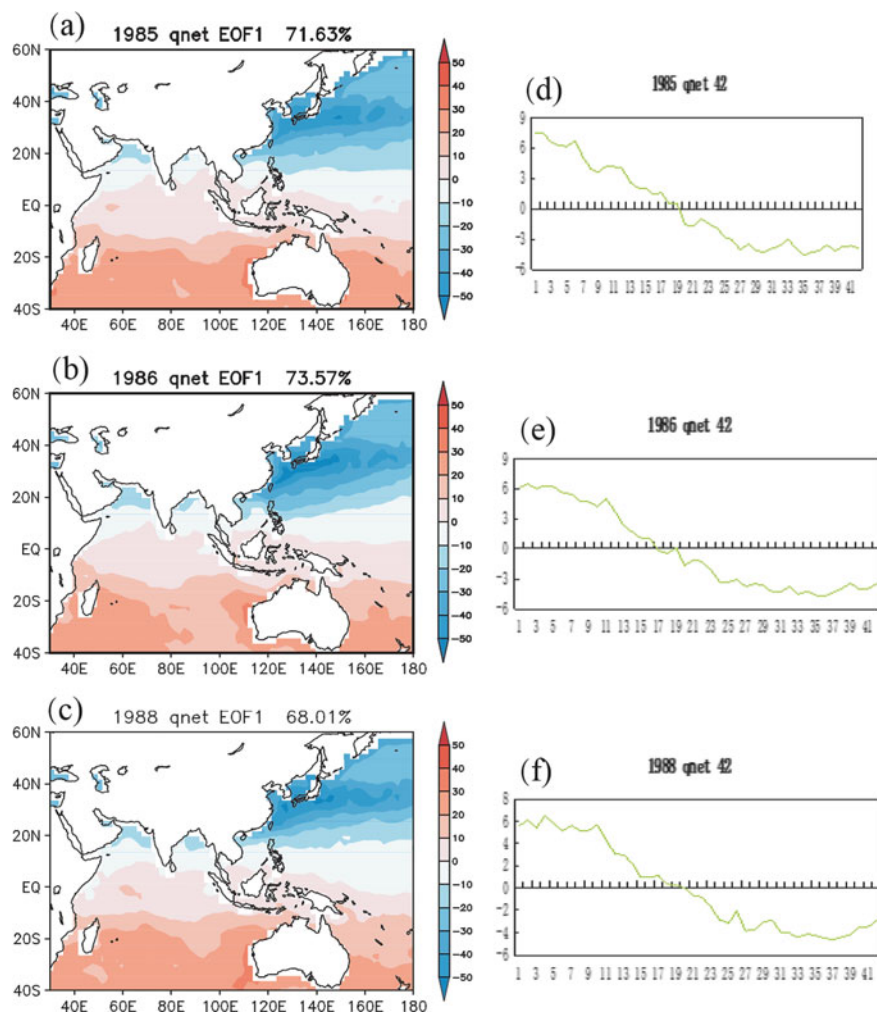 (a)
1985 qnet EOF1 71.63%
60N
40N
20N
EQ
20S
40S
40E 60E 80E 100E 120E 140E 160E 180
50
40
30
20
10
0
-10
-20
-30
-40
-50
(d)
1985 qnet 42
9
6
3
0
-3
-6
1 3 5 7 9 11 13 15 17 19 21 23 25 27 29 31 33 35 37 39 41
(b)
1986 qnet EOF1 73.57%
60N
40N
20N
EQ
20S
40S
40E 60E 80E 100E 120E 140E 160E 180
50
40
30
20
10
0
-10
-20
-30
-40
-50
(e)
1986 qnet 42
9
6
3
0
-3
-6
1 3 5 7 9 11 13 15 17 19 21 23 25 27 29 31 33 35 37 39 41
(c)
1988 qnet EOF1 68.01%
60N
40N
20N
EQ
20S
40S
40E 60E 80E 100E 120E 140E 160E 180
50
40
30
20
10
0
-10
-20
-30
-40
-50
(f)
1988 qnet 42
8
6
4
2
0
-2
-4
-6
1 3 5 7 9 11 13 15 17 19 21 23 25 27 29 31 33 35 37 39 41